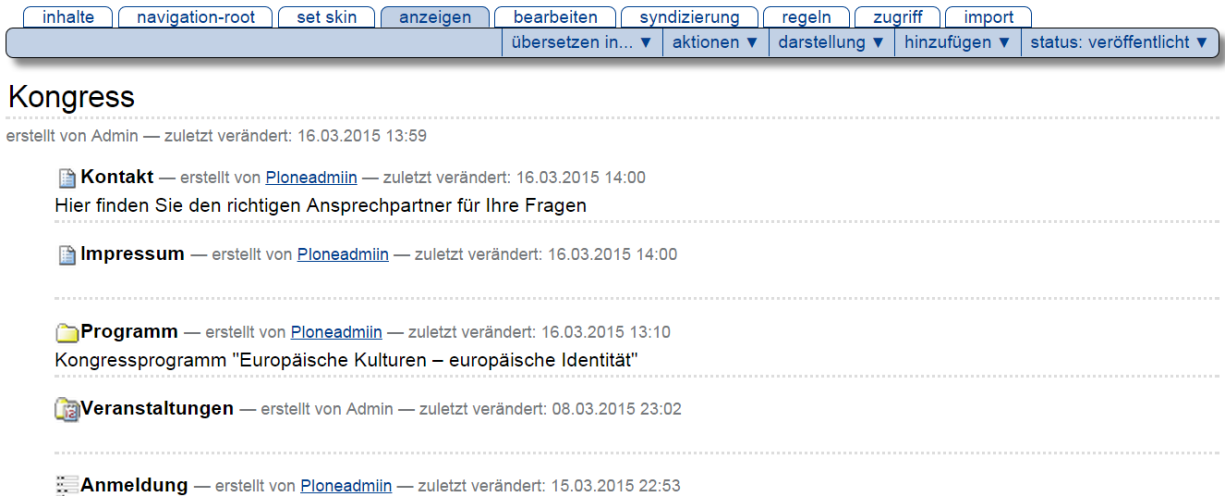 inhalte navigation-root set skin anzeigen bearbeiten syndizierung regeln zugriff import
übersetzen in... ▼ aktionen ▼ darstellung ▼ hinzufügen ▼ status: veröffentlicht ▼
Kongress
erstellt von Admin — zuletzt verändert: 16.03.2015 13:59
Kontakt — erstellt von Ploneadmiin — zuletzt verändert: 16.03.2015 14:00
Hier finden Sie den richtigen Ansprechpartner für Ihre Fragen
Impressum — erstellt von Ploneadmiin — zuletzt verändert: 16.03.2015 14:00
Programm — erstellt von Ploneadmiin — zuletzt verändert: 16.03.2015 13:10
Kongressprogramm "Europäische Kulturen – europäische Identität"
Veranstaltungen — erstellt von Admin — zuletzt verändert: 08.03.2015 23:02
Anmeldung — erstellt von Ploneadmiin — zuletzt verändert: 15.03.2015 22:53